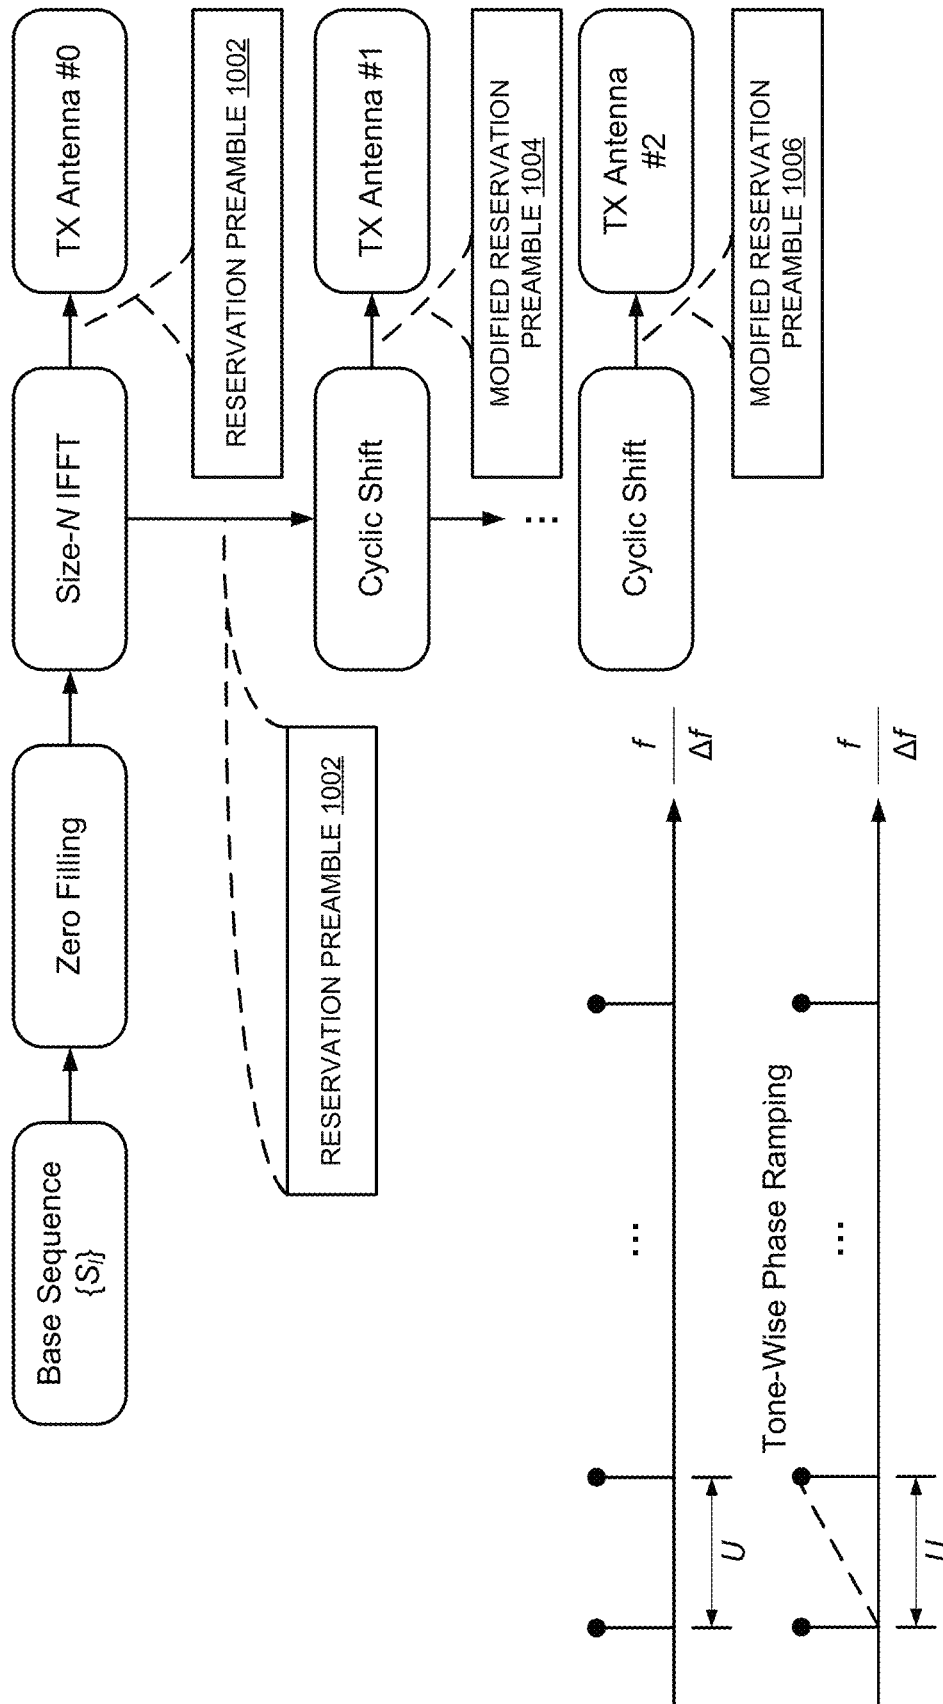 Base Sequence
{Sl}
Zero Filling
Size-N IFFT
TX Antenna #0
RESERVATION PREAMBLE 1002
RESERVATION PREAMBLE 1002
Cyclic Shift
TX Antenna #1
MODIFIED RESERVATION
PREAMBLE 1004
...
Cyclic Shift
TX Antenna
#2
MODIFIED RESERVATION
PREAMBLE 1006
...
f
Δf
U
Tone-Wise Phase Ramping
...
f
Δf
U